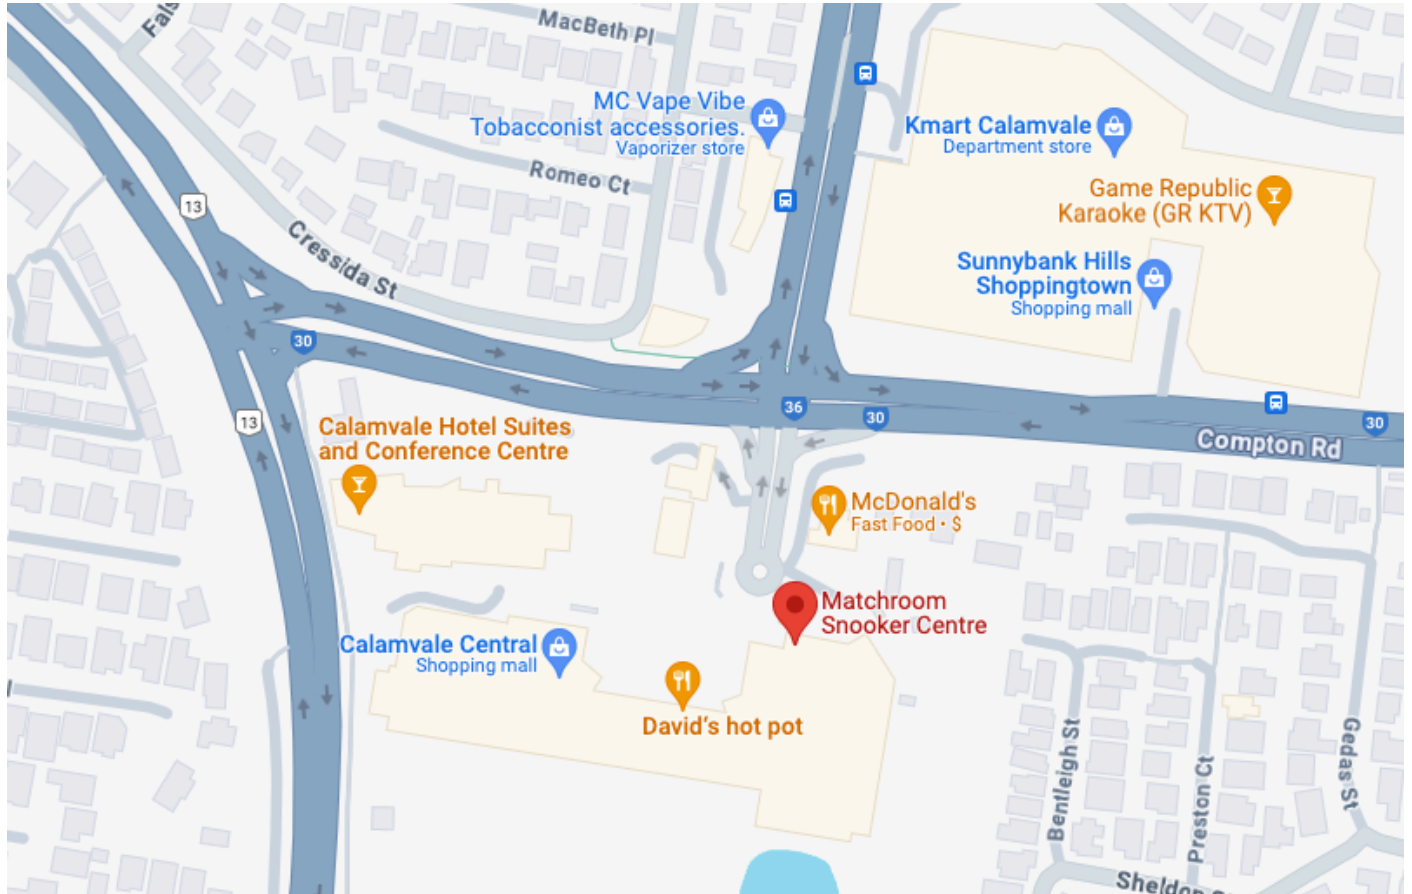 MacBeth Pl
MC Vape Vibe
Tobacconist accessories.
Vaporizer store
Kmart Calamvale
Department store
Romeo Ct
13
Game Republic
Karaoke (GR KTV)
Cressida St
Sunnybank Hills
Shoppingtown
Shopping mall
30
36
30
30
13
Compton Rd
Calamvale Hotel Suites
and Conference Centre
McDonald's
Fast Food • $
Matchroom
Snooker Centre
Calamvale Central
Shopping mall
David's hot pot
Bentleigh St
Preston Ct
Gedas St
Sheldon